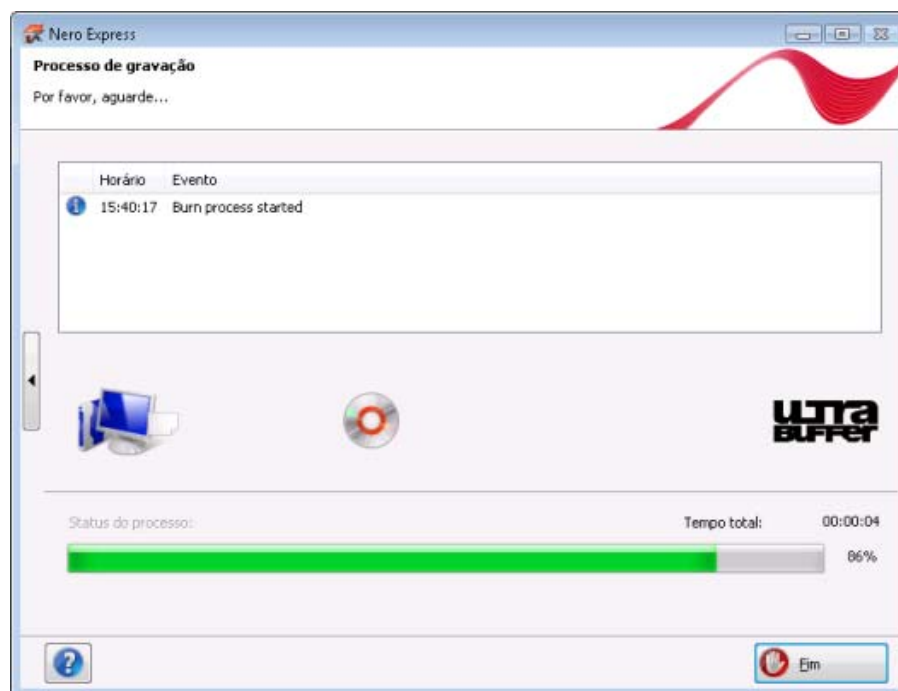 Nero Express
Processo de gravação
Por favor, aguarde...
Horário Evento
15:40:17 Burn process started
ULTRA
BUFFER
Status do processo:
Tempo total: 00:00:04
86%
Fim